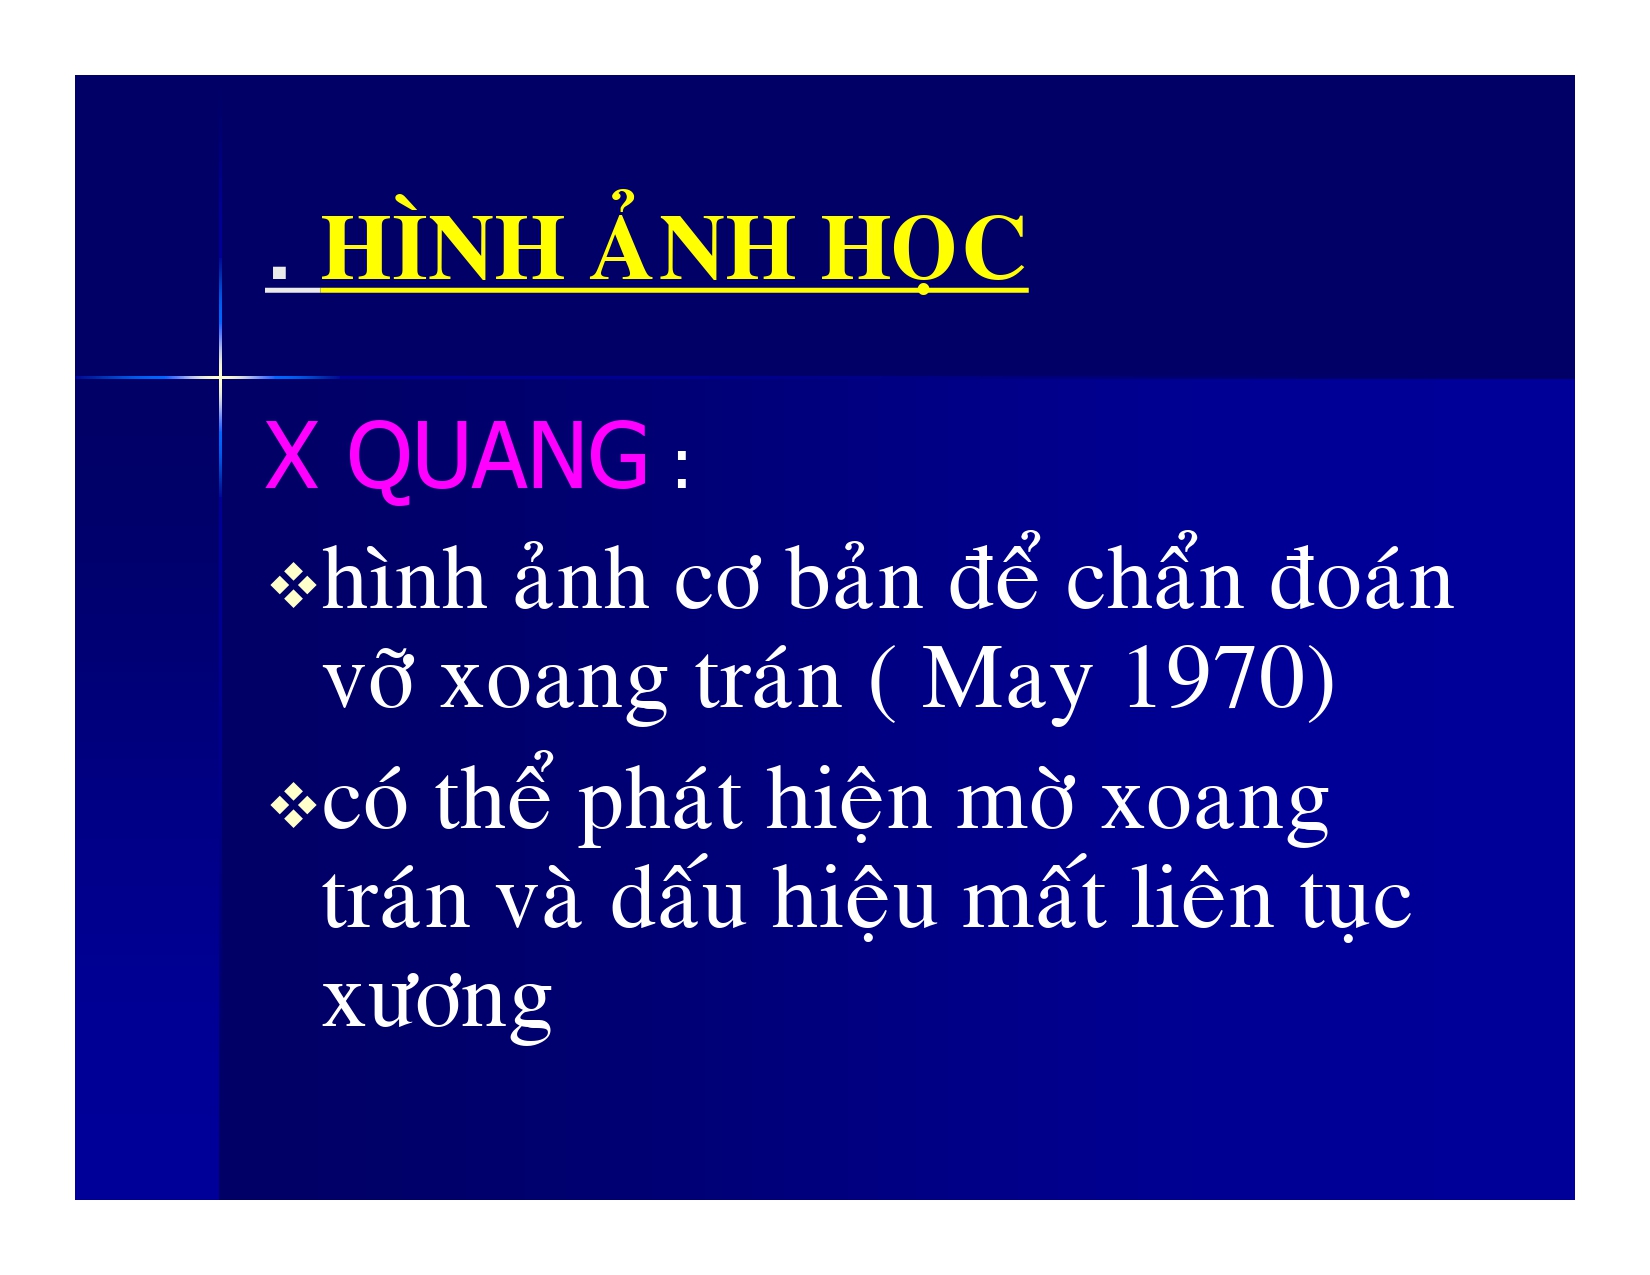 . HÌNH ẢNH HỌC
X QUANG :
❖hình ảnh cơ bản để chẩn đoán
vỡ xoang trán ( May 1970)
❖có thể phát hiện mờ xoang
trán và dấu hiệu mất liên tục
xương